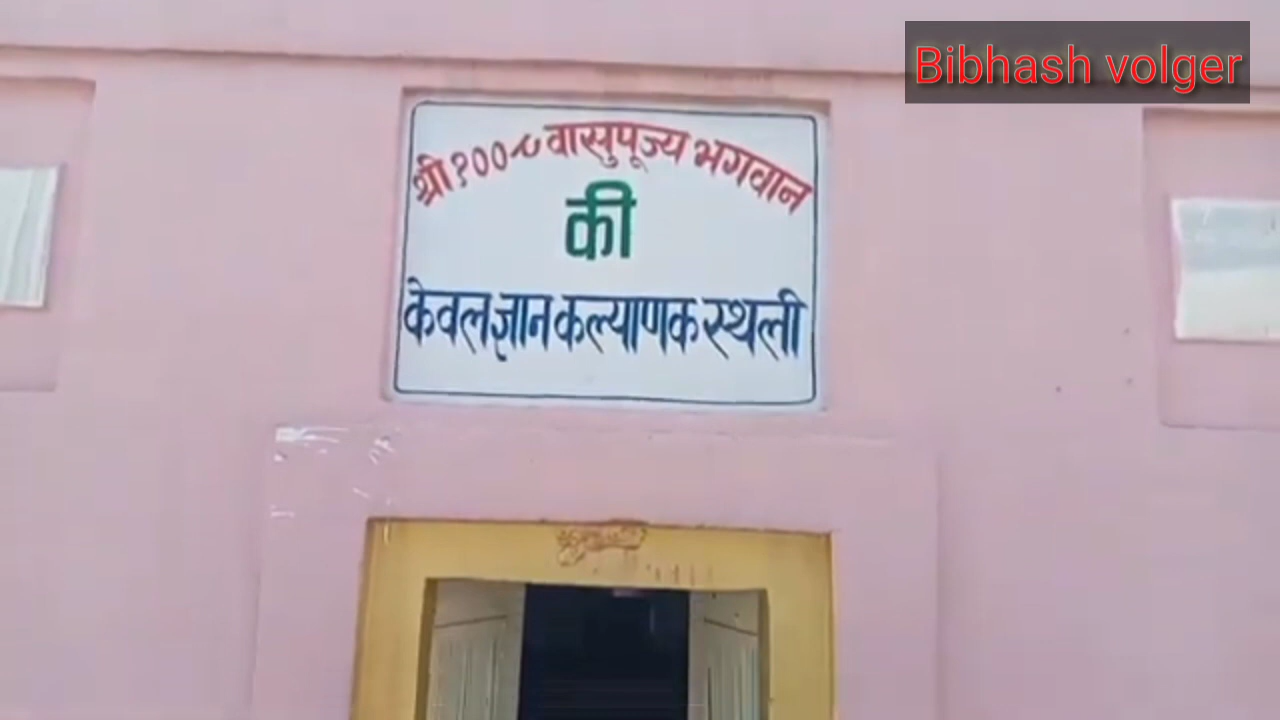 Bibhash volger
श्री १००८ वासुपूज्य भगवान
की
केवलज्ञान कल्याणक स्थली